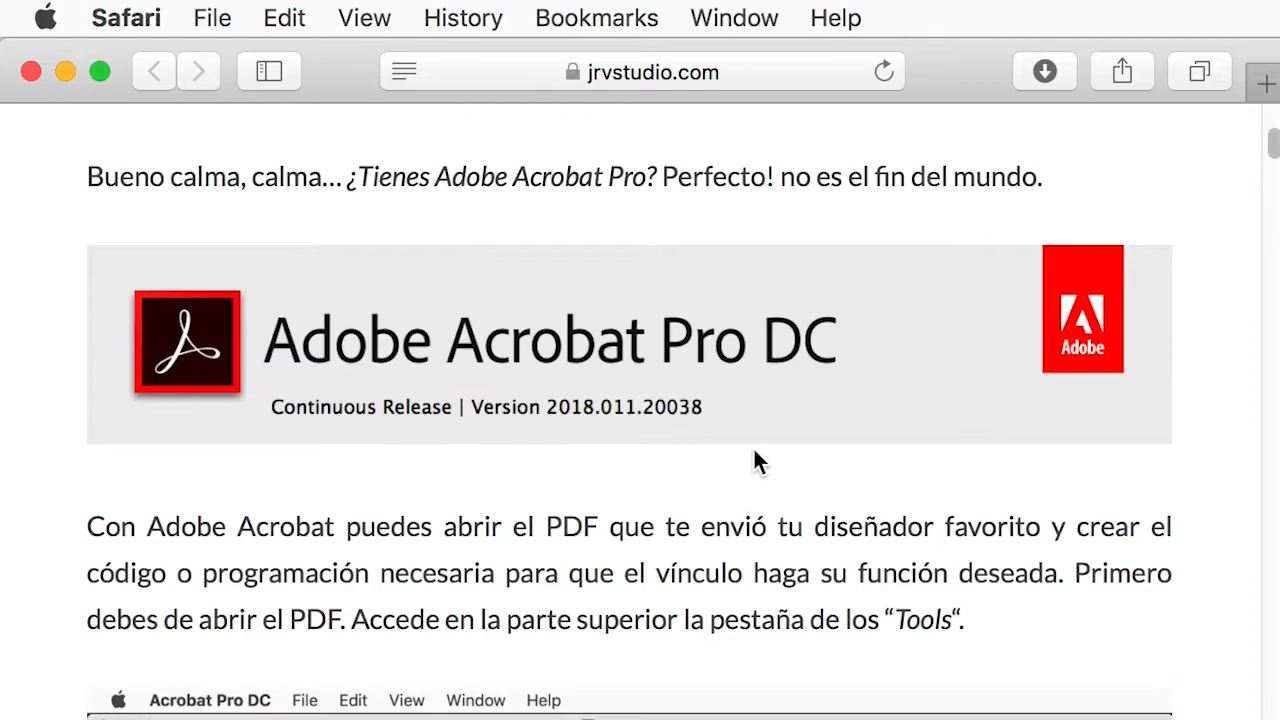 Safari File Edit View History Bookmarks Window Help
jrvstudio.com
Bueno calma, calma… ¿Tienes Adobe Acrobat Pro? Perfecto! no es el fin del mundo.
Adobe Acrobat Pro DC
Adobe
Continuous Release | Version 2018.011.20038
Con Adobe Acrobat puedes abrir el PDF que te envió tu diseñador favorito y crear el
código o programación necesaria para que el vínculo haga su función deseada. Primero
debes de abrir el PDF. Accede en la parte superior la pestaña de los “Tools“.
Acrobat Pro DC File Edit View Window Help